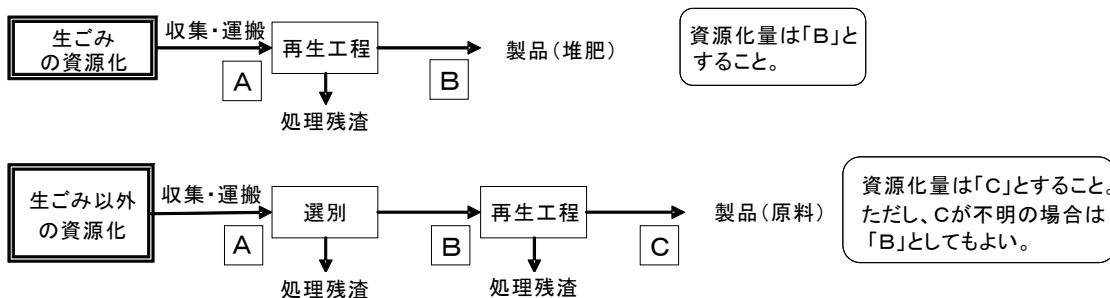 生ごみ
の資源化
収集・運搬
A
再生工程
B
製品(堆肥)
処理残渣
資源化量は「B」と
すること。
生ごみ以外
の資源化
収集・運搬
A
選別
B
再生工程
C
製品(原料)
処理残渣
処理残渣
資源化量は「C」とすること。
ただし、Cが不明の場合は
「B」としてもよい。